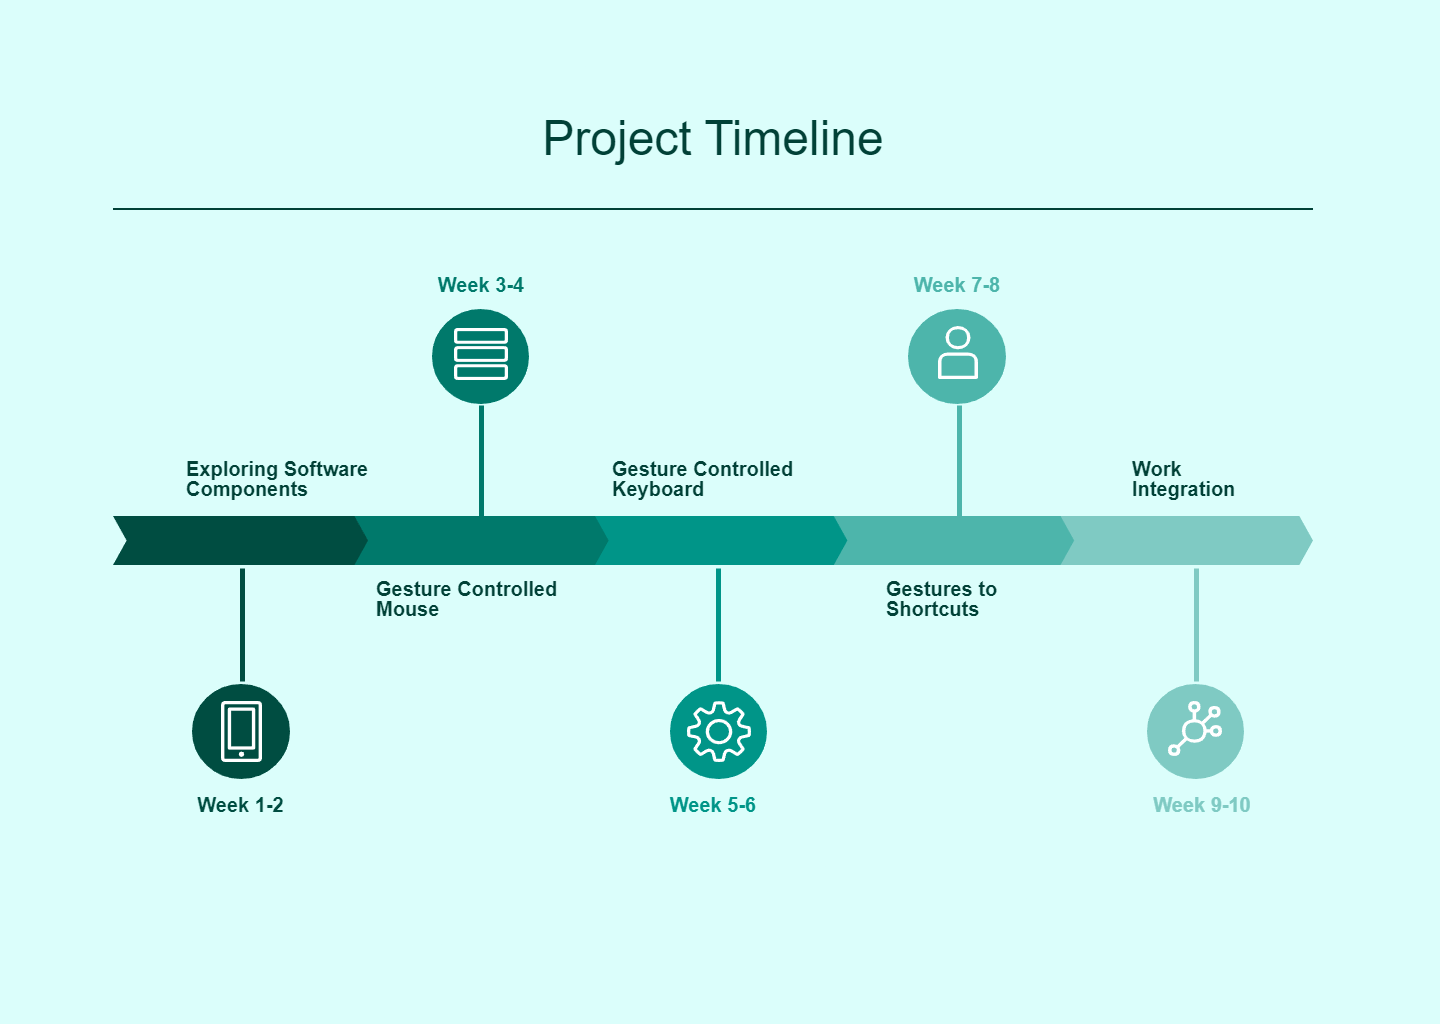 Project Timeline
Week 3-4
Week 7-8
Exploring Software
Components
Gesture Controlled
Keyboard
Work
Integration
Gesture Controlled
Mouse
Gestures to
Shortcuts
Week 1-2
Week 5-6
Week 9-10